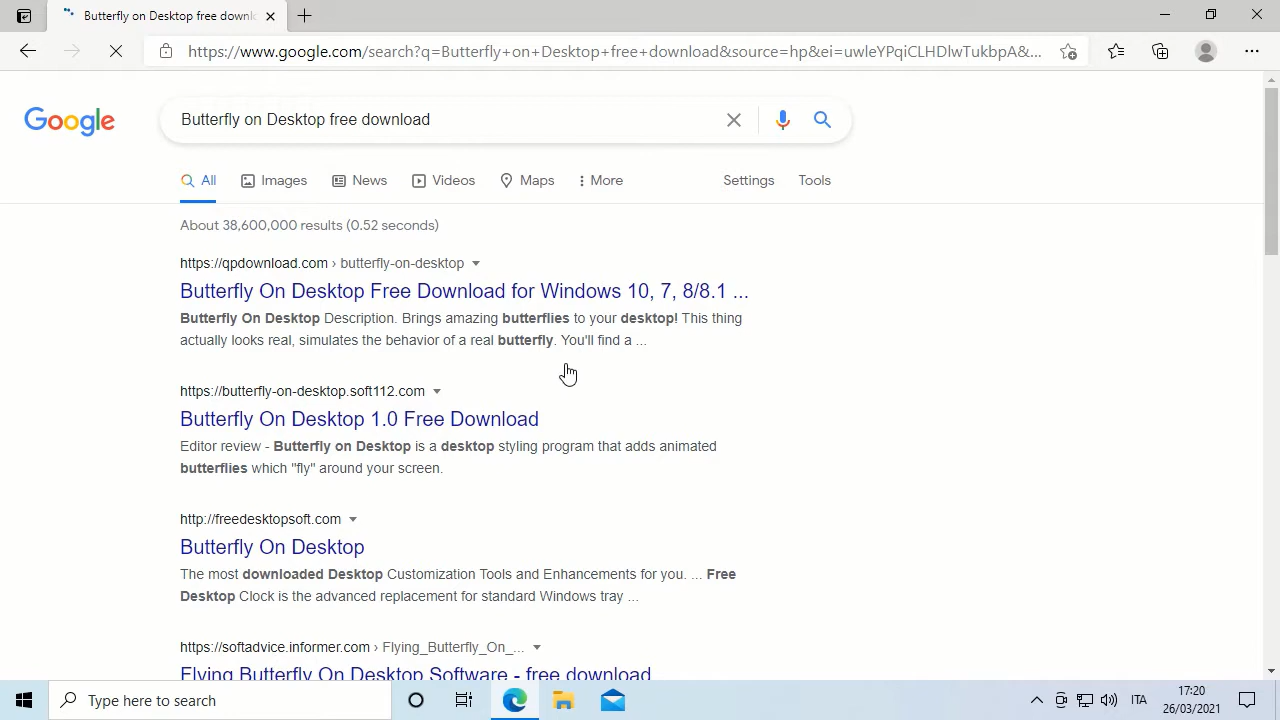 Butterfly on Desktop free down
https://www.google.com/search?q=Butterfly+on+Desktop+free+download&source=hp&ei=uwleYPqiCLHDlwTukbpA&...
Google
Butterfly on Desktop free download
All Images News Videos Maps More Settings Tools
About 38,600,000 results (0.52 seconds)
https://qpdownload.com › butterfly-on-desktop
Butterfly On Desktop Free Download for Windows 10, 7, 8/8.1 ...
Butterfly On Desktop Description. Brings amazing butterflies to your desktop! This thing
actually looks real, simulates the behavior of a real butterfly. You'll find a ...
https://butterfly-on-desktop.soft112.com
Butterfly On Desktop 1.0 Free Download
Editor review - Butterfly on Desktop is a desktop styling program that adds animated
butterflies which "fly" around your screen.
http://freedesktopsoft.com
Butterfly On Desktop
The most downloaded Desktop Customization Tools and Enhancements for you. ... Free
Desktop Clock is the advanced replacement for standard Windows tray ...
https://softadvice.informer.com › Flying_Butterfly_On_...
Flying Butterfly On Desktop Software - free download
Type here to search
ITA
17:20
26/03/2021